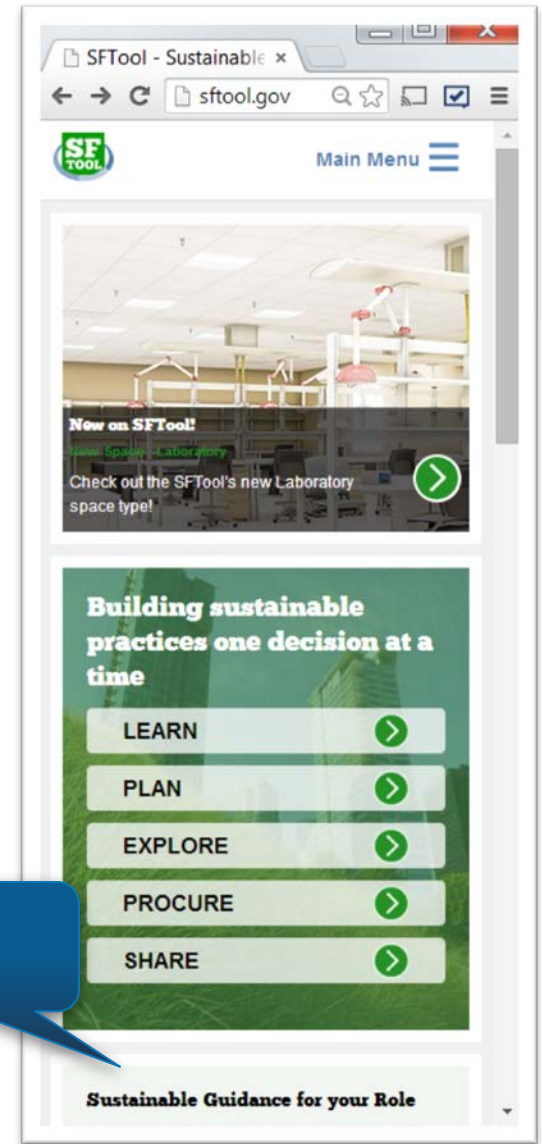 SFTool - Sustainable
sftool.gov
SF
TOOL
Main Menu
New on SFTool!
New Space - Laboratory
Check out the SFTool's new Laboratory
space type!
Building sustainable
practices one decision at a
time
LEARN
PLAN
EXPLORE
PROCURE
SHARE
Sustainable Guidance for your Role